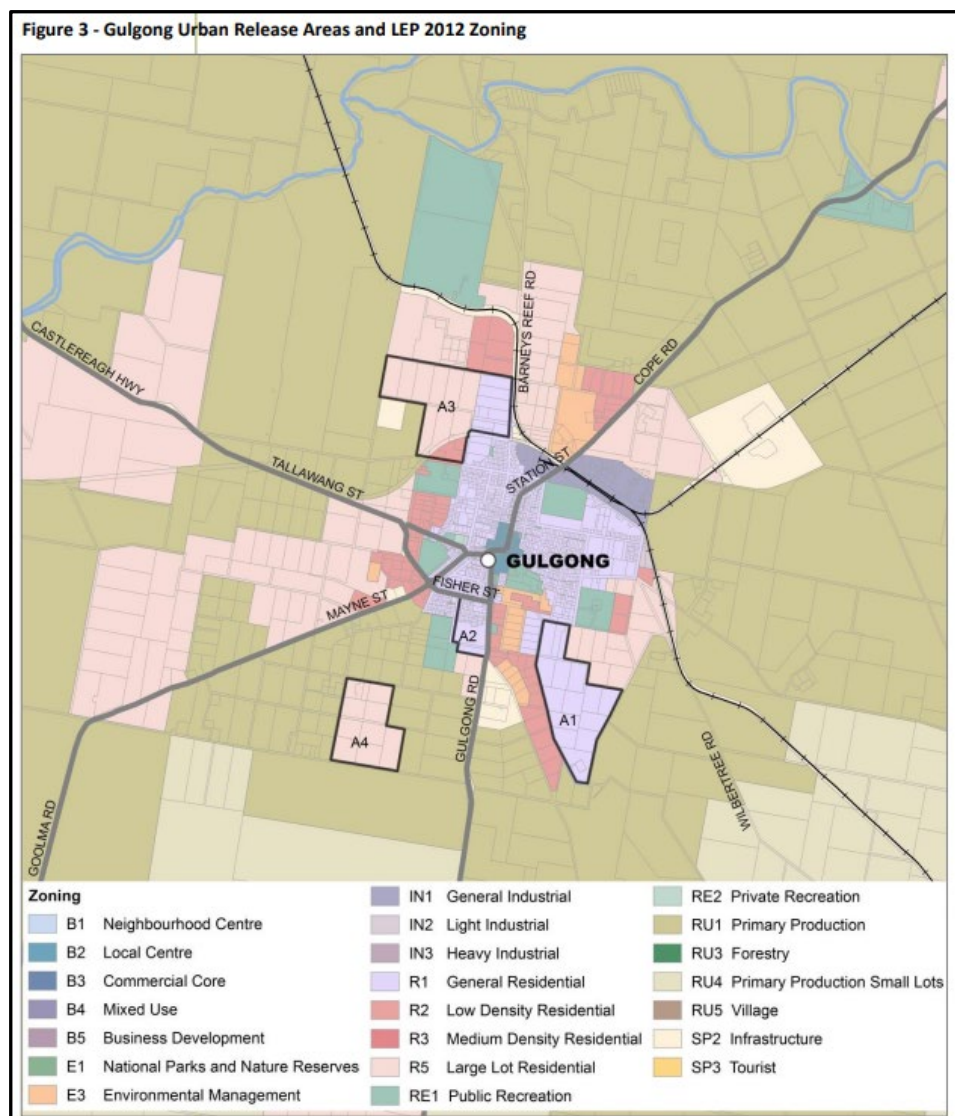 Figure 3 - Gulgong Urban Release Areas and LEP 2012 Zoning
BARNEYS REEF RD
COPE RD
CASTLEREAGH HWY
A3
STATION ST
TALLAWANG ST
GULGONG
FISHER ST
MAYNE ST
A2
A1
GULGONG RD
A4
WILBERTREE RD
GOOLMA RD
Zoning
B1 Neighbourhood Centre
B2 Local Centre
B3 Commercial Core
B4 Mixed Use
B5 Business Development
E1 National Parks and Nature Reserves
E3 Environmental Management
IN1 General Industrial
IN2 Light Industrial
IN3 Heavy Industrial
R1 General Residential
R2 Low Density Residential
R3 Medium Density Residential
R5 Large Lot Residential
RE1 Public Recreation
RE2 Private Recreation
RU1 Primary Production
RU3 Forestry
RU4 Primary Production Small Lots
RU5 Village
SP2 Infrastructure
SP3 Tourist